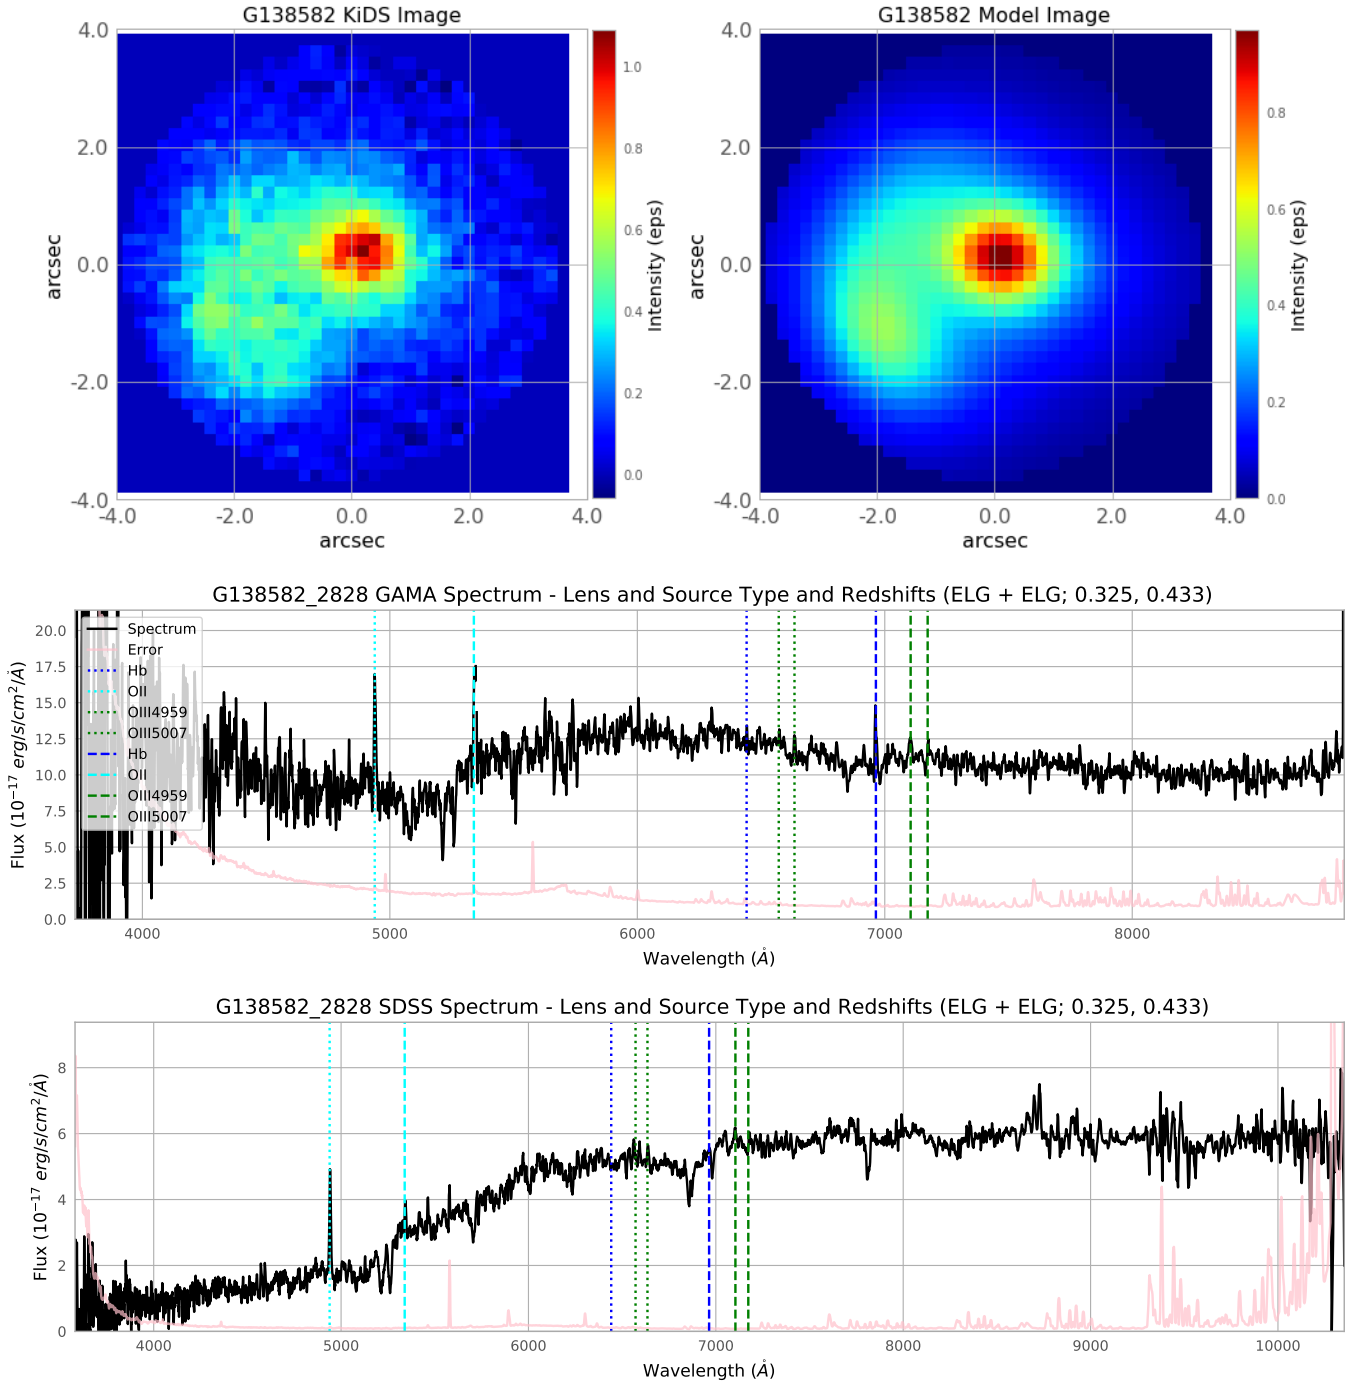 G138582 KiDS Image
4.0
2.0
0.0
-2.0
-4.0
-4.0 -2.0 0.0 2.0 4.0
arcsec
arcsec
1.0
0.8
0.6
0.4
0.2
0.0
Intensity (eps)
G138582 Model Image
4.0
2.0
0.0
-2.0
-4.0
-4.0 -2.0 0.0 2.0 4.0
arcsec
arcsec
0.8
0.6
0.4
0.2
0.0
Intensity (eps)
G138582_2828 GAMA Spectrum - Lens and Source Type and Redshifts (ELG + ELG; 0.325, 0.433)
Flux (10⁻¹⁷ erg/s/cm²/Å)
20.0
17.5
15.0
12.5
10.0
7.5
5.0
2.5
0.0
Spectrum
Error
Hb
OII
OIII4959
OIII5007
Hb
OII
OIII4959
OIII5007
4000 5000 6000 7000 8000
Wavelength (Å)
G138582_2828 SDSS Spectrum - Lens and Source Type and Redshifts (ELG + ELG; 0.325, 0.433)
Flux (10⁻¹⁷ erg/s/cm²/Å)
8
6
4
2
0
4000 5000 6000 7000 8000 9000 10000
Wavelength (Å)